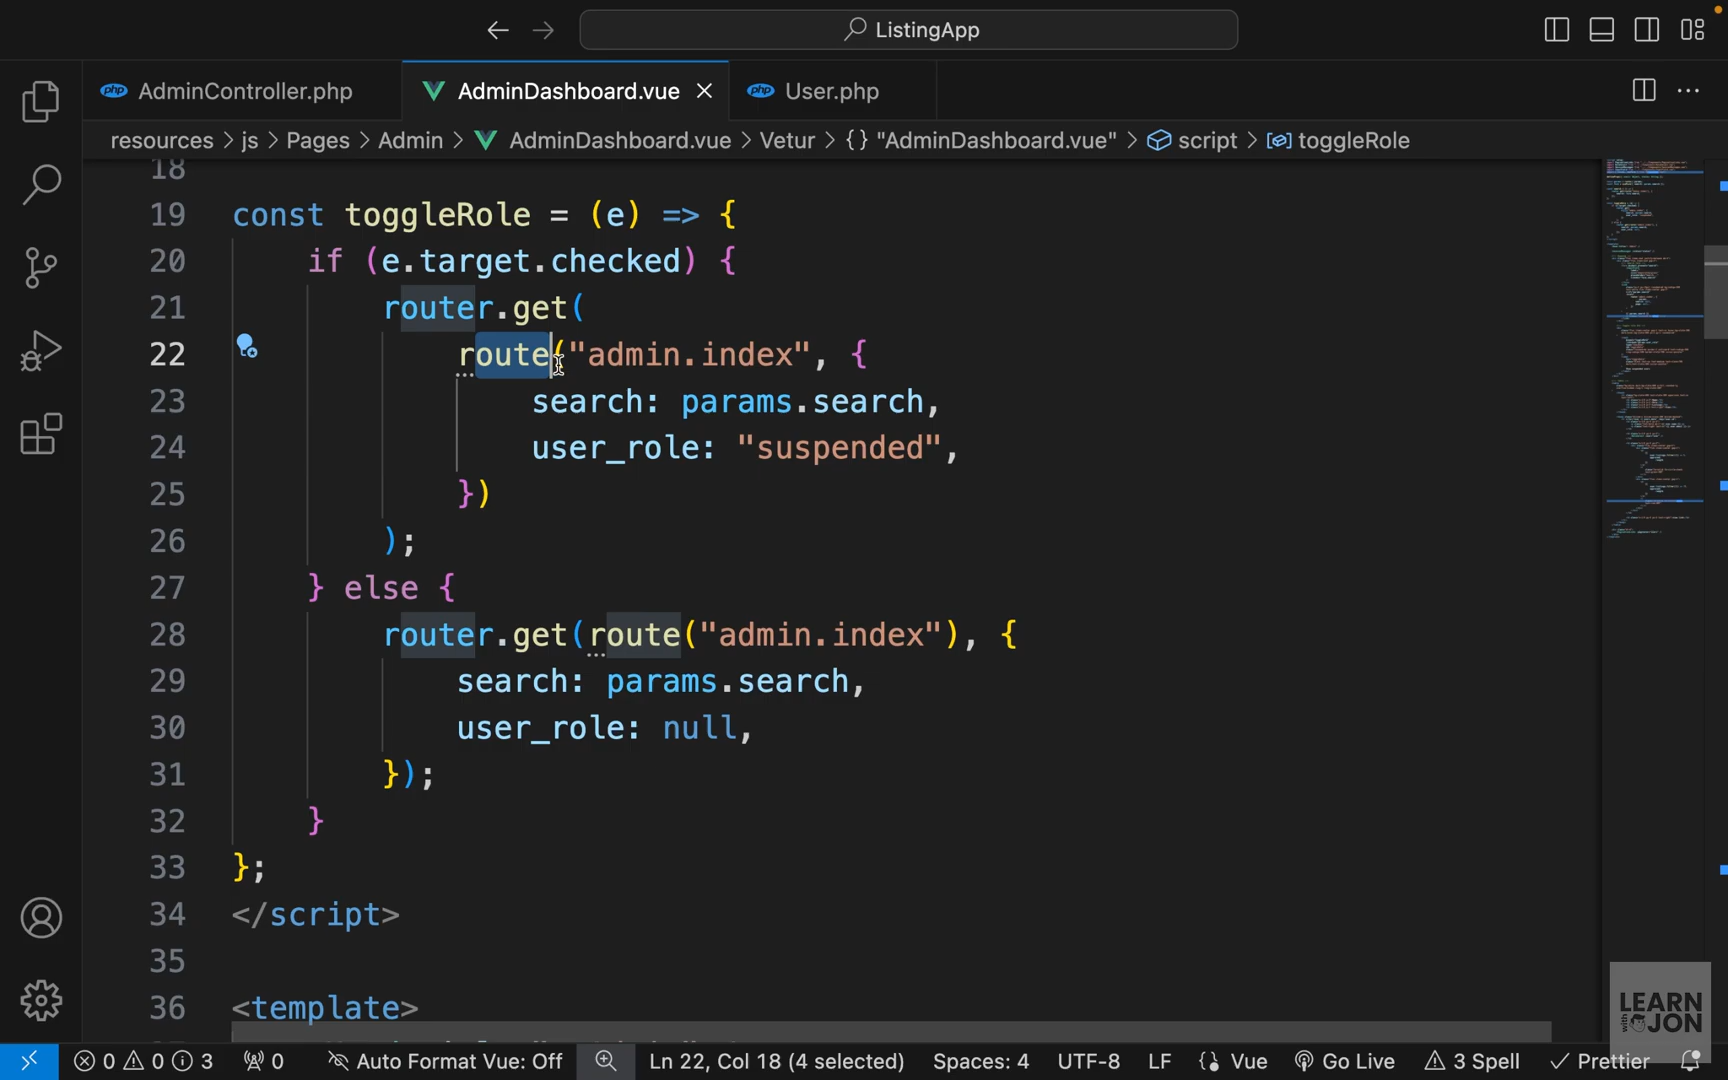 ListingApp
AdminController.php
AdminDashboard.vue
User.php
resources > js > Pages > Admin > AdminDashboard.vue > Vetur > {} "AdminDashboard.vue" > script > toggleRole
18
19 const toggleRole = (e) => {
20 if (e.target.checked) {
21 router.get(
22 route("admin.index", {
23 search: params.search,
24 user_role: "suspended",
25 })
26 );
27 } else {
28 router.get(route("admin.index"), {
29 search: params.search,
30 user_role: null,
31 });
32 }
33 };
34 </script>
35
36 <template>
LEARN
with
JON
0 0 3 0 Auto Format Vue: Off Ln 22, Col 18 (4 selected) Spaces: 4 UTF-8 LF {} Vue Go Live 3 Spell Prettier